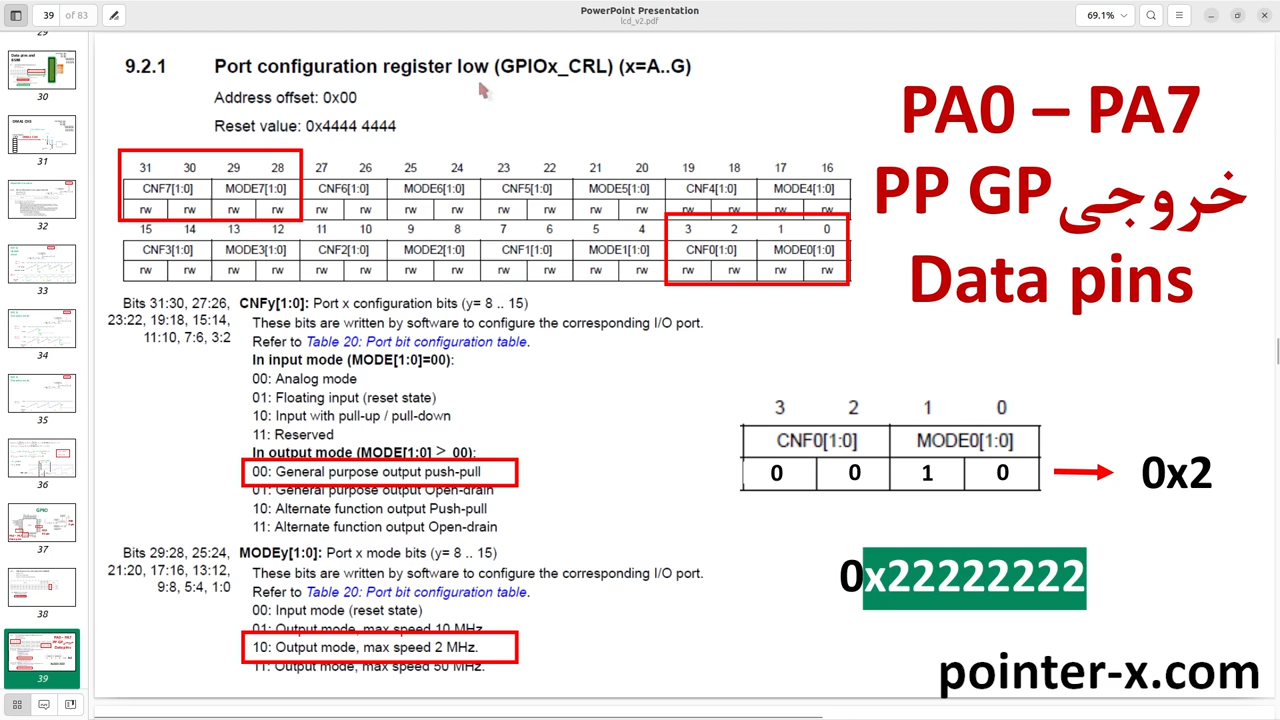 39 of 83
PowerPoint Presentation
lcd_v2.pdf
69.1%
29
30
31
32
33
34
35
36
37
38
39
9.2.1 Port configuration register low (GPIOx_CRL) (x=A..G)
Address offset: 0x00
Reset value: 0x4444 4444
31 30 29 28 27 26 25 24 23 22 21 20 19 18 17 16
CNF7[1:0] MODE7[1:0] CNF6[1:0] MODE6[1:0] CNF5[1:0] MODE5[1:0] CNF4[1:0] MODE4[1:0]
rw rw rw rw rw rw rw rw rw rw rw rw rw rw rw rw
15 14 13 12 11 10 9 8 7 6 5 4 3 2 1 0
CNF3[1:0] MODE3[1:0] CNF2[1:0] MODE2[1:0] CNF1[1:0] MODE1[1:0] CNF0[1:0] MODE0[1:0]
rw rw rw rw rw rw rw rw rw rw rw rw rw rw rw rw
Bits 31:30, 27:26, CNFy[1:0]: Port x configuration bits (y= 8 .. 15)
23:22, 19:18, 15:14, These bits are written by software to configure the corresponding I/O port.
11:10, 7:6, 3:2 Refer to Table 20: Port bit configuration table.
In input mode (MODE[1:0]=00):
00: Analog mode
01: Floating input (reset state)
10: Input with pull-up / pull-down
11: Reserved
In output mode (MODE[1:0] > 00):
00: General purpose output push-pull
01: General purpose output Open-drain
10: Alternate function output Push-pull
11: Alternate function output Open-drain
Bits 29:28, 25:24, MODEy[1:0]: Port x mode bits (y= 8 .. 15)
21:20, 17:16, 13:12, These bits are written by software to configure the corresponding I/O port.
9:8, 5:4, 1:0 Refer to Table 20: Port bit configuration table.
00: Input mode (reset state)
01: Output mode, max speed 10 MHz.
10: Output mode, max speed 2 MHz.
11: Output mode, max speed 50 MHz.
PA0 – PA7
خروجی PP GP
Data pins
3 2 1 0
CNF0[1:0] MODE0[1:0]
0 0 1 0
0x2
0x22222222
pointer-x.com